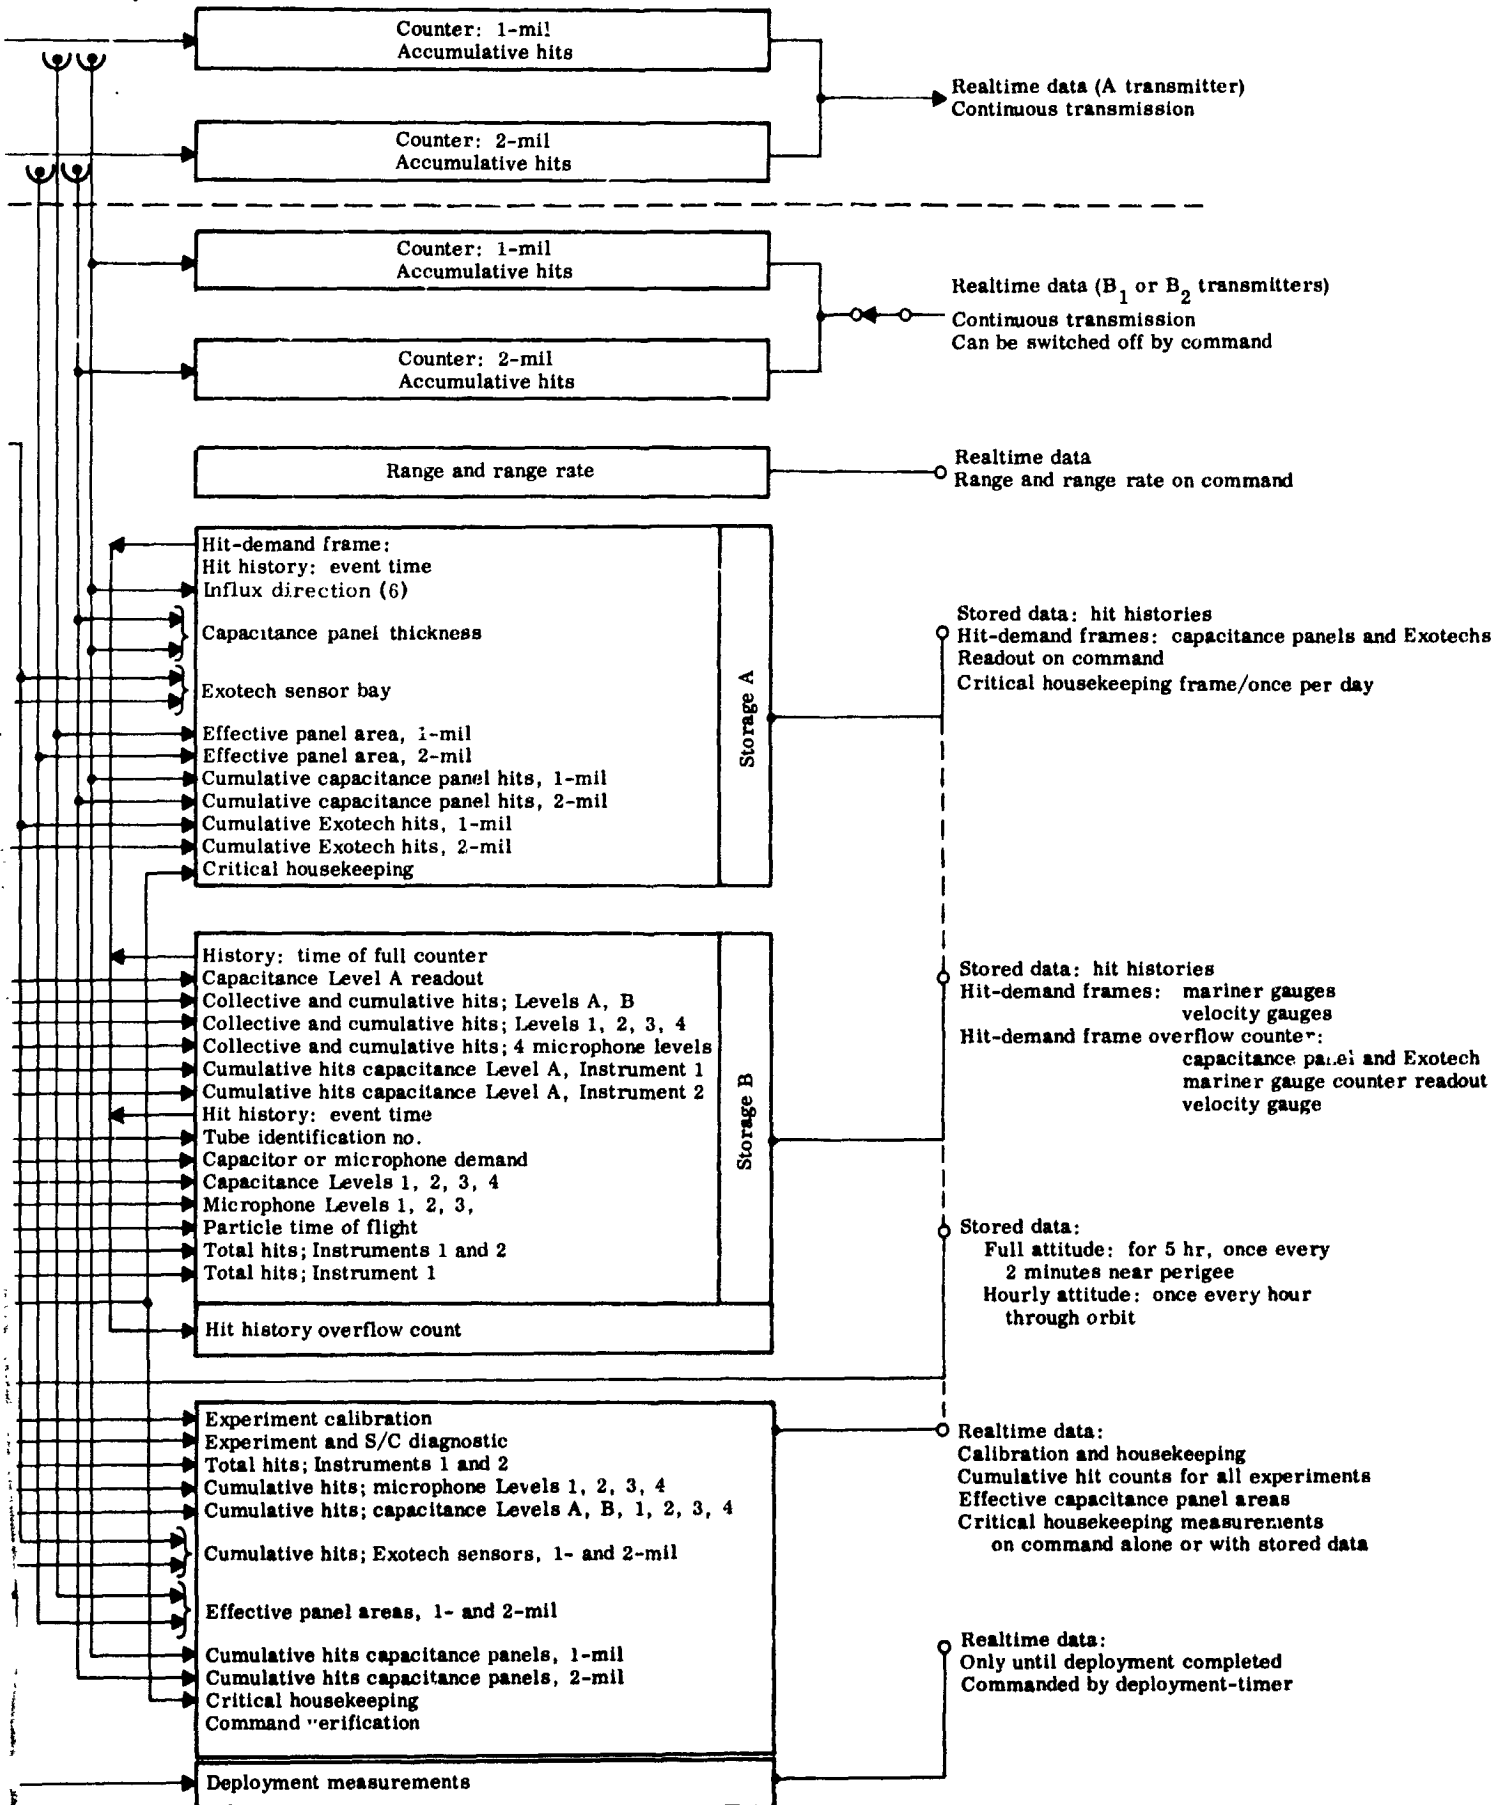 Counter: 1-mil
Accumulative hits
Realtime data (A transmitter)
Continuous transmission
Counter: 2-mil
Accumulative hits
Counter: 1-mil
Accumulative hits
Realtime data (B1 or B2 transmitters)
Continuous transmission
Can be switched off by command
Counter: 2-mil
Accumulative hits
Range and range rate
Realtime data
Range and range rate on command
Hit-demand frame:
Hit history: event time
Influx direction (6)
Capacitance panel thickness
Exotech sensor bay
Effective panel area, 1-mil
Effective panel area, 2-mil
Cumulative capacitance panel hits, 1-mil
Cumulative capacitance panel hits, 2-mil
Cumulative Exotech hits, 1-mil
Cumulative Exotech hits, 2-mil
Critical housekeeping
Storage A
Stored data: hit histories
Hit-demand frames: capacitance panels and Exotechs
Readout on command
Critical housekeeping frame/once per day
History: time of full counter
Capacitance Level A readout
Collective and cumulative hits; Levels A, B
Collective and cumulative hits; Levels 1, 2, 3, 4
Collective and cumulative hits; 4 microphone levels
Cumulative hits capacitance Level A, Instrument 1
Cumulative hits capacitance Level A, Instrument 2
Hit history: event time
Tube identification no.
Capacitor or microphone demand
Capacitance Levels 1, 2, 3, 4
Microphone Levels 1, 2, 3,
Particle time of flight
Total hits; Instruments 1 and 2
Total hits; Instrument 1
Storage B
Hit history overflow count
Stored data: hit histories
Hit-demand frames: mariner gauges
velocity gauges
Hit-demand frame overflow counter:
capacitance panel and Exotech
mariner gauge counter readout
velocity gauge
Stored data:
Full attitude: for 5 hr, once every
2 minutes near perigee
Hourly attitude: once every hour
through orbit
Experiment calibration
Experiment and S/C diagnostic
Total hits; Instruments 1 and 2
Cumulative hits; microphone Levels 1, 2, 3, 4
Cumulative hits; capacitance Levels A, B, 1, 2, 3, 4
Cumulative hits; Exotech sensors, 1- and 2-mil
Effective panel areas, 1- and 2-mil
Cumulative hits capacitance panels, 1-mil
Cumulative hits capacitance panels, 2-mil
Critical housekeeping
Command verification
Realtime data:
Calibration and housekeeping
Cumulative hit counts for all experiments
Effective capacitance panel areas
Critical housekeeping measurements
on command alone or with stored data
Realtime data:
Only until deployment completed
Commanded by deployment-timer
Deployment measurements